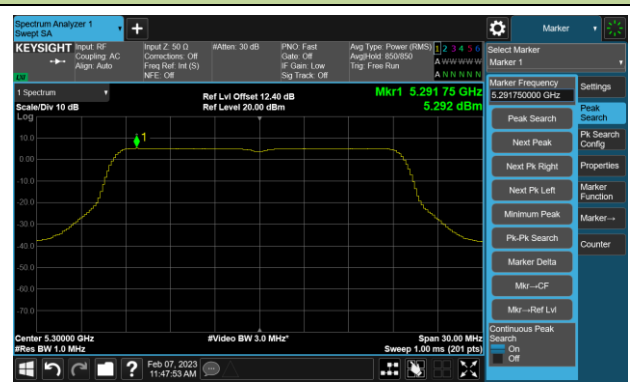 Spectrum Analyzer 1
Swept SA
Marker
KEYSIGHT
Input: RF
Coupling: AC
Align: Auto
Input Z: 50 Ω
Corrections: Off
Freq Ref: Int (S)
NFE: Off
#Atten: 30 dB
PNO: Fast
Gate: Off
IF Gain: Low
Sig Track: Off
Avg Type: Power (RMS)
Avg|Hold: 850/850
Trig: Free Run
1 2 3 4 5 6
A W W W W W
A N N N N N
LXI
Select Marker
Marker 1
1 Spectrum
Scale/Div 10 dB
Log
Ref Lvl Offset 12.40 dB
Ref Level 20.00 dBm
Mkr1 5.291 75 GHz
5.292 dBm
1
10.0
0.00
-10.0
-20.0
-30.0
-40.0
-50.0
-60.0
-70.0
Center 5.30000 GHz
#Res BW 1.0 MHz
#Video BW 3.0 MHz*
Span 30.00 MHz
Sweep 1.00 ms (201 pts)
Marker Frequency
5.291750000 GHz
Peak Search
Next Peak
Next Pk Right
Next Pk Left
Minimum Peak
Pk-Pk Search
Marker Delta
Mkr→CF
Mkr→Ref Lvl
Continuous Peak
Search
On
Off
Settings
Peak
Search
Pk Search
Config
Properties
Marker
Function
Marker→
Counter
?
Feb 07, 2023
11:47:53 AM